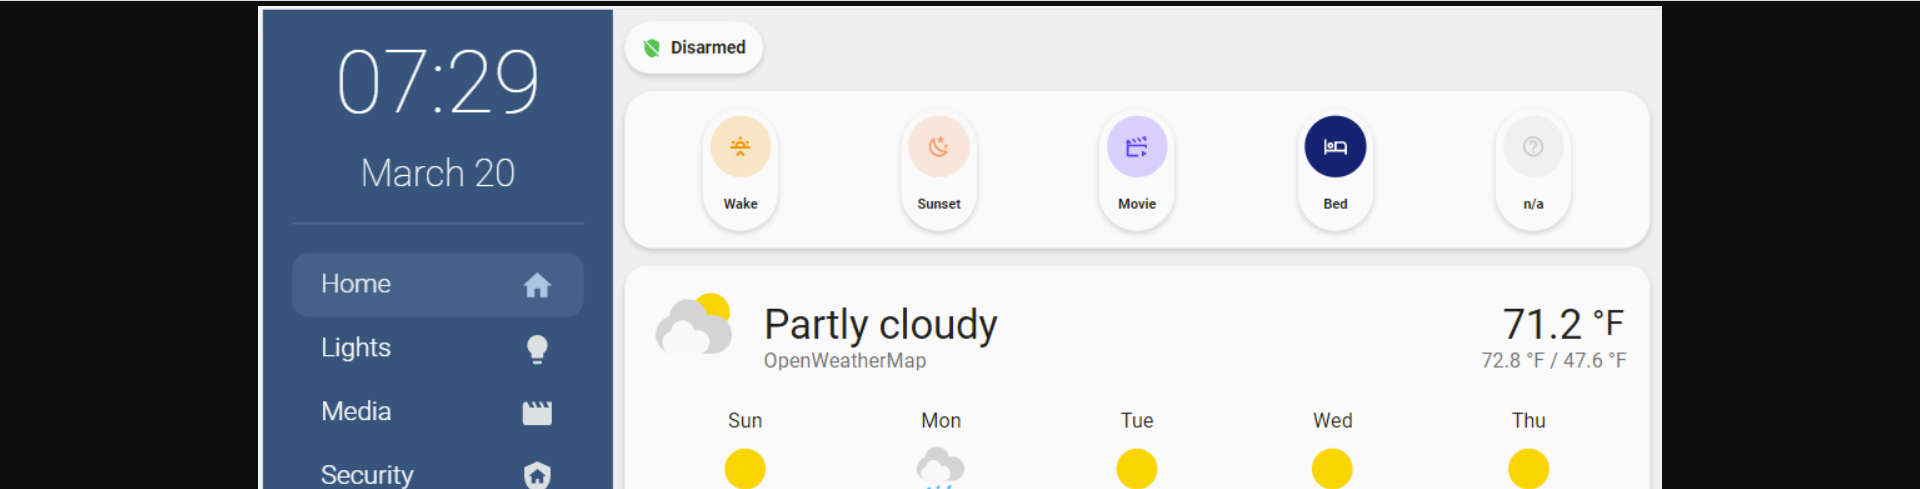 07:29
March 20
Home
Lights
Media
Security
Disarmed
Wake Sunset Movie Bed n/a
Partly cloudy 71.2 °F
OpenWeatherMap 72.8 °F / 47.6 °F
Sun Mon Tue Wed Thu